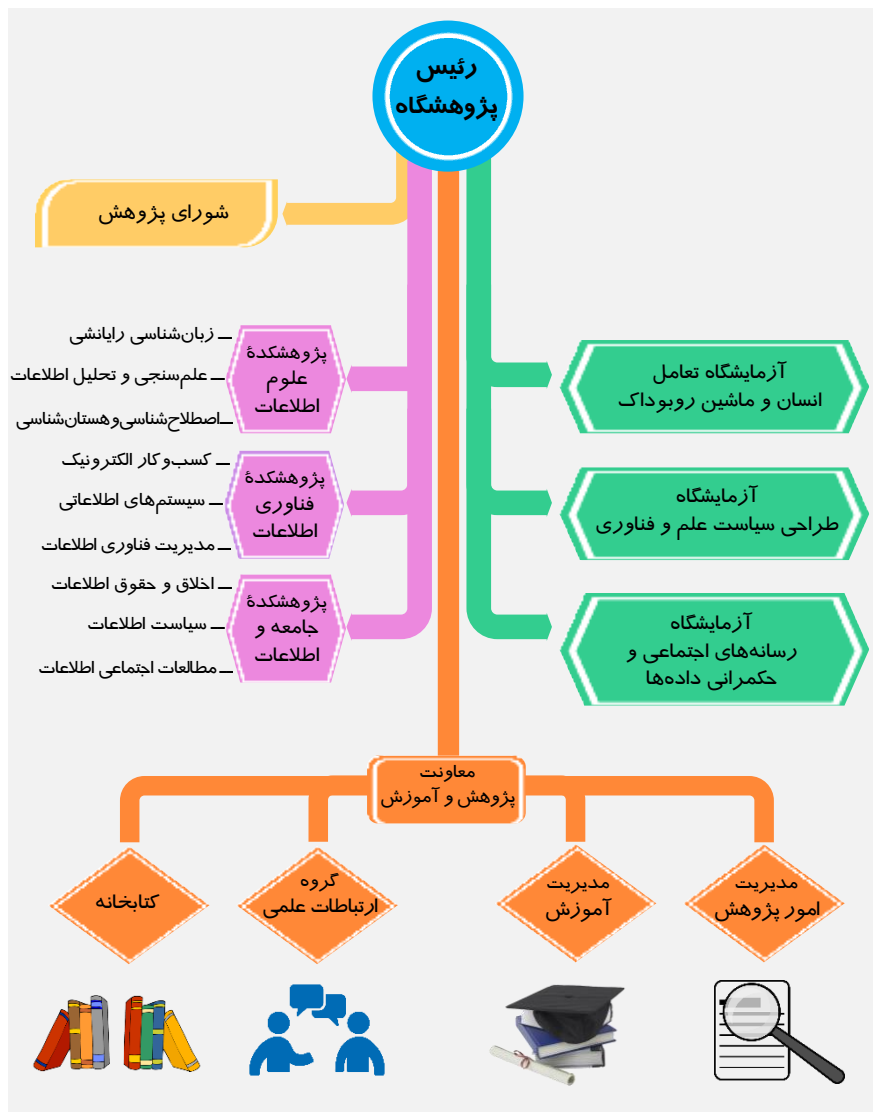 رئیس
پژوهشگاه
شورای پژوهش
آزمایشگاه تعامل
انسان و ماشین روبوداک
آزمایشگاه
طراحی سیاست علم و فناوری
آزمایشگاه
رسانه‌های اجتماعی و
حکمرانی داده‌ها
پژوهشکدهٔ
علوم
اطلاعات
زبان‌شناسی رایانشی
علم‌سنجی و تحلیل اطلاعات
اصطلاح‌شناسی‌و‌هستان‌شناسی
پژوهشکدهٔ
فناوری
اطلاعات
کسب‌و‌کار الکترونیک
سیستم‌های اطلاعاتی
مدیریت فناوری اطلاعات
پژوهشکدهٔ
جامعه و
اطلاعات
اخلاق و حقوق اطلاعات
سیاست اطلاعات
مطالعات اجتماعی اطلاعات
معاونت
پژوهش و آموزش
مدیریت
امور پژوهش
مدیریت
آموزش
گروه
ارتباطات علمی
کتابخانه